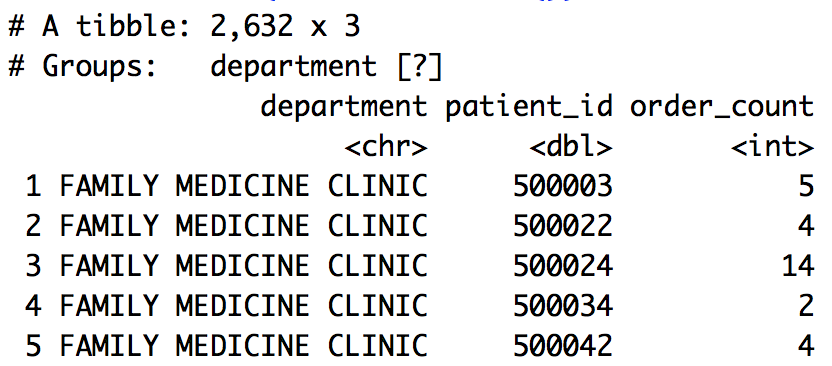 # A tibble: 2,632 x 3
# Groups: department [?]
department patient_id order_count
<chr> <dbl> <int>
1 FAMILY MEDICINE CLINIC 500003 5
2 FAMILY MEDICINE CLINIC 500022 4
3 FAMILY MEDICINE CLINIC 500024 14
4 FAMILY MEDICINE CLINIC 500034 2
5 FAMILY MEDICINE CLINIC 500042 4